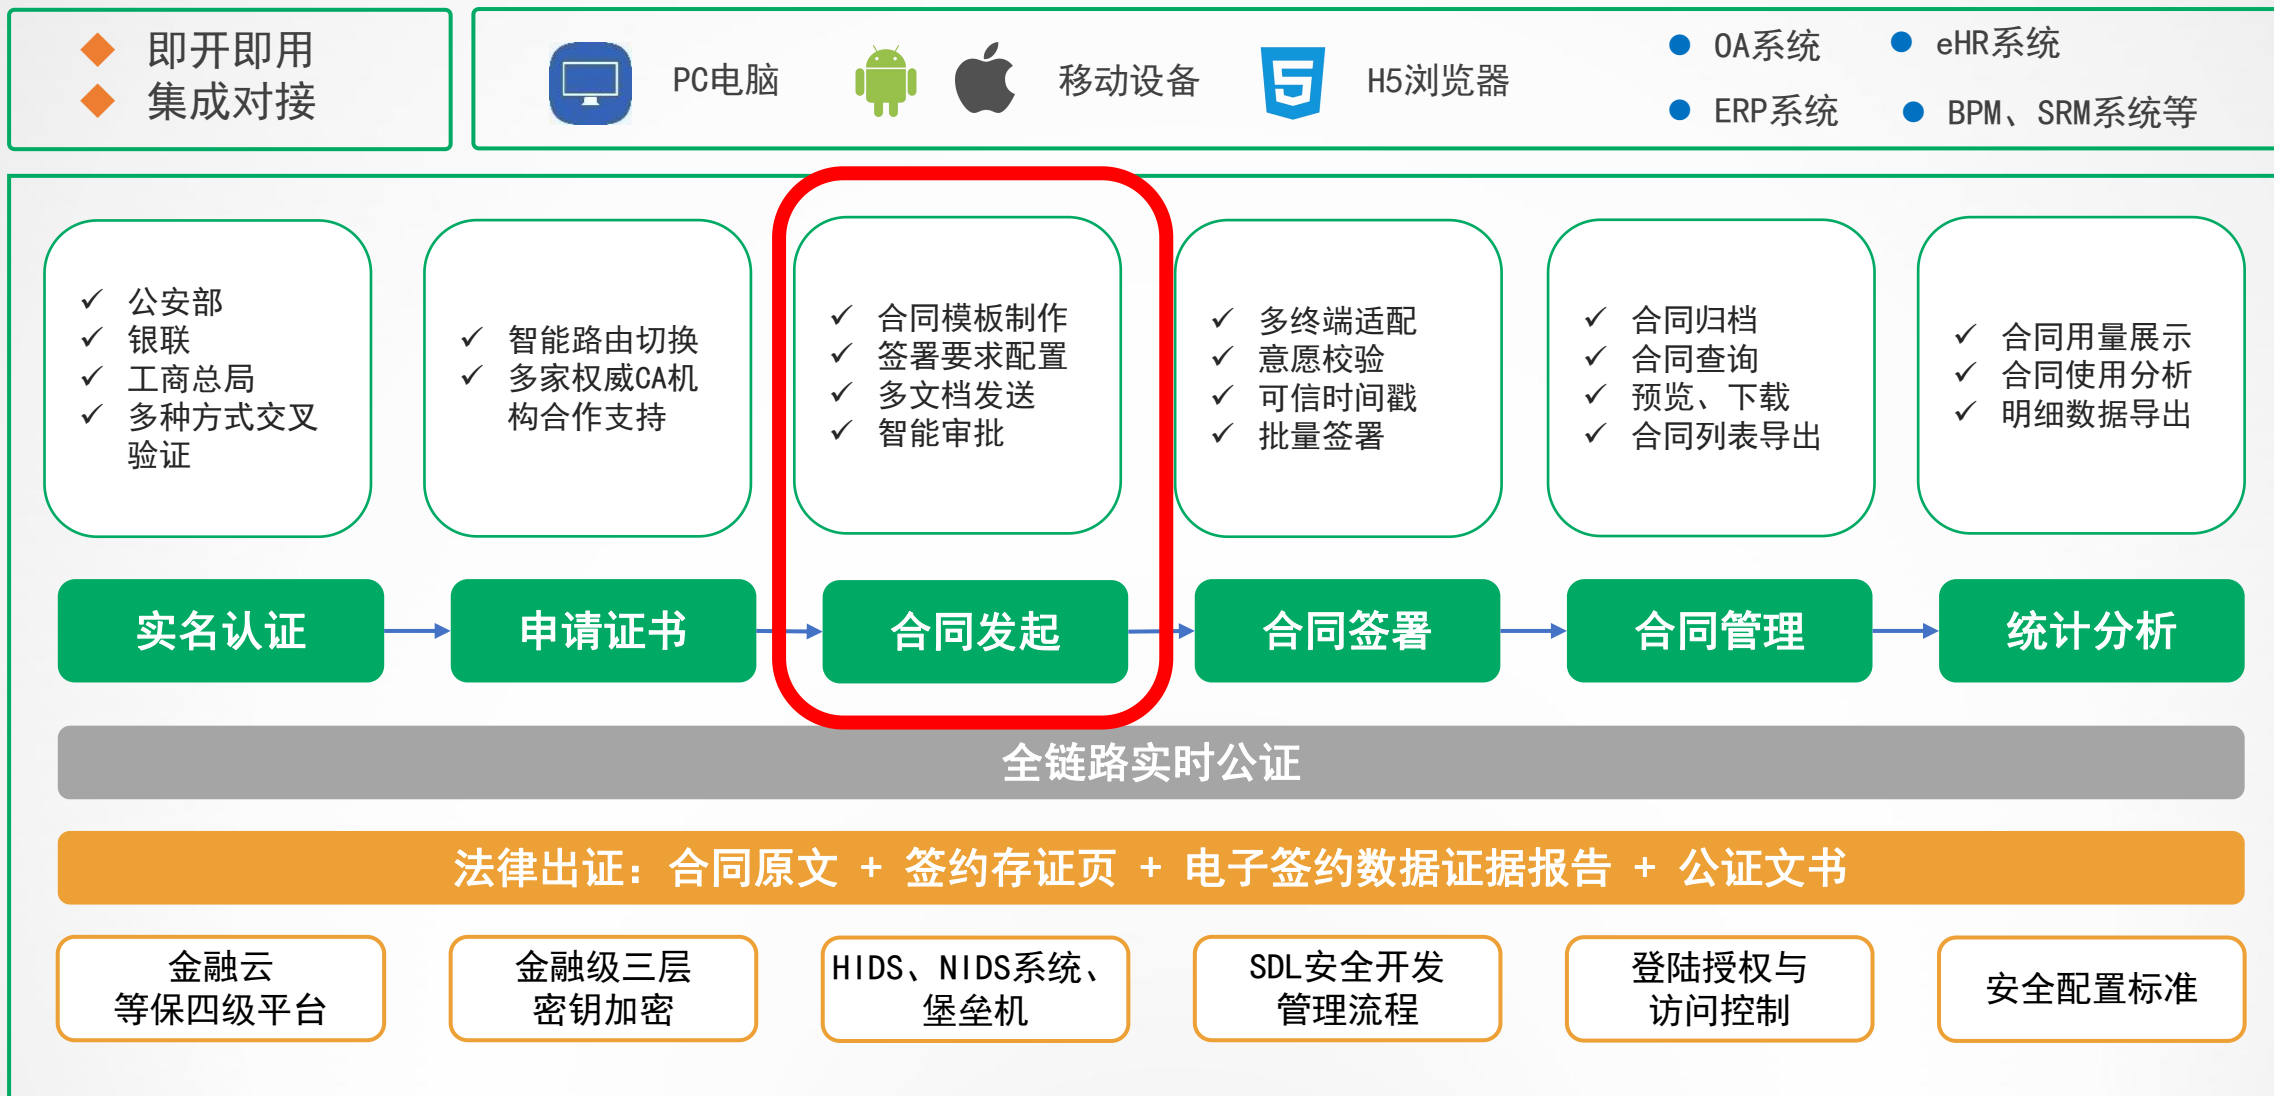 即开即用
集成对接
PC电脑
移动设备
H5浏览器
OA系统
eHR系统
ERP系统
BPM、SRM系统等
公安部
银联
工商总局
多种方式交叉
验证
智能路由切换
多家权威CA机
构合作支持
合同模板制作
签署要求配置
多文档发送
智能审批
多终端适配
意愿校验
可信时间戳
批量签署
合同归档
合同查询
预览、下载
合同列表导出
合同用量展示
合同使用分析
明细数据导出
实名认证
申请证书
合同发起
合同签署
合同管理
统计分析
全链路实时公证
法律出证：合同原文 + 签约存证页 + 电子签约数据证据报告 + 公证文书
金融云
等保四级平台
金融级三层
密钥加密
HIDS、NIDS系统、
堡垒机
SDL安全开发
管理流程
登陆授权与
访问控制
安全配置标准